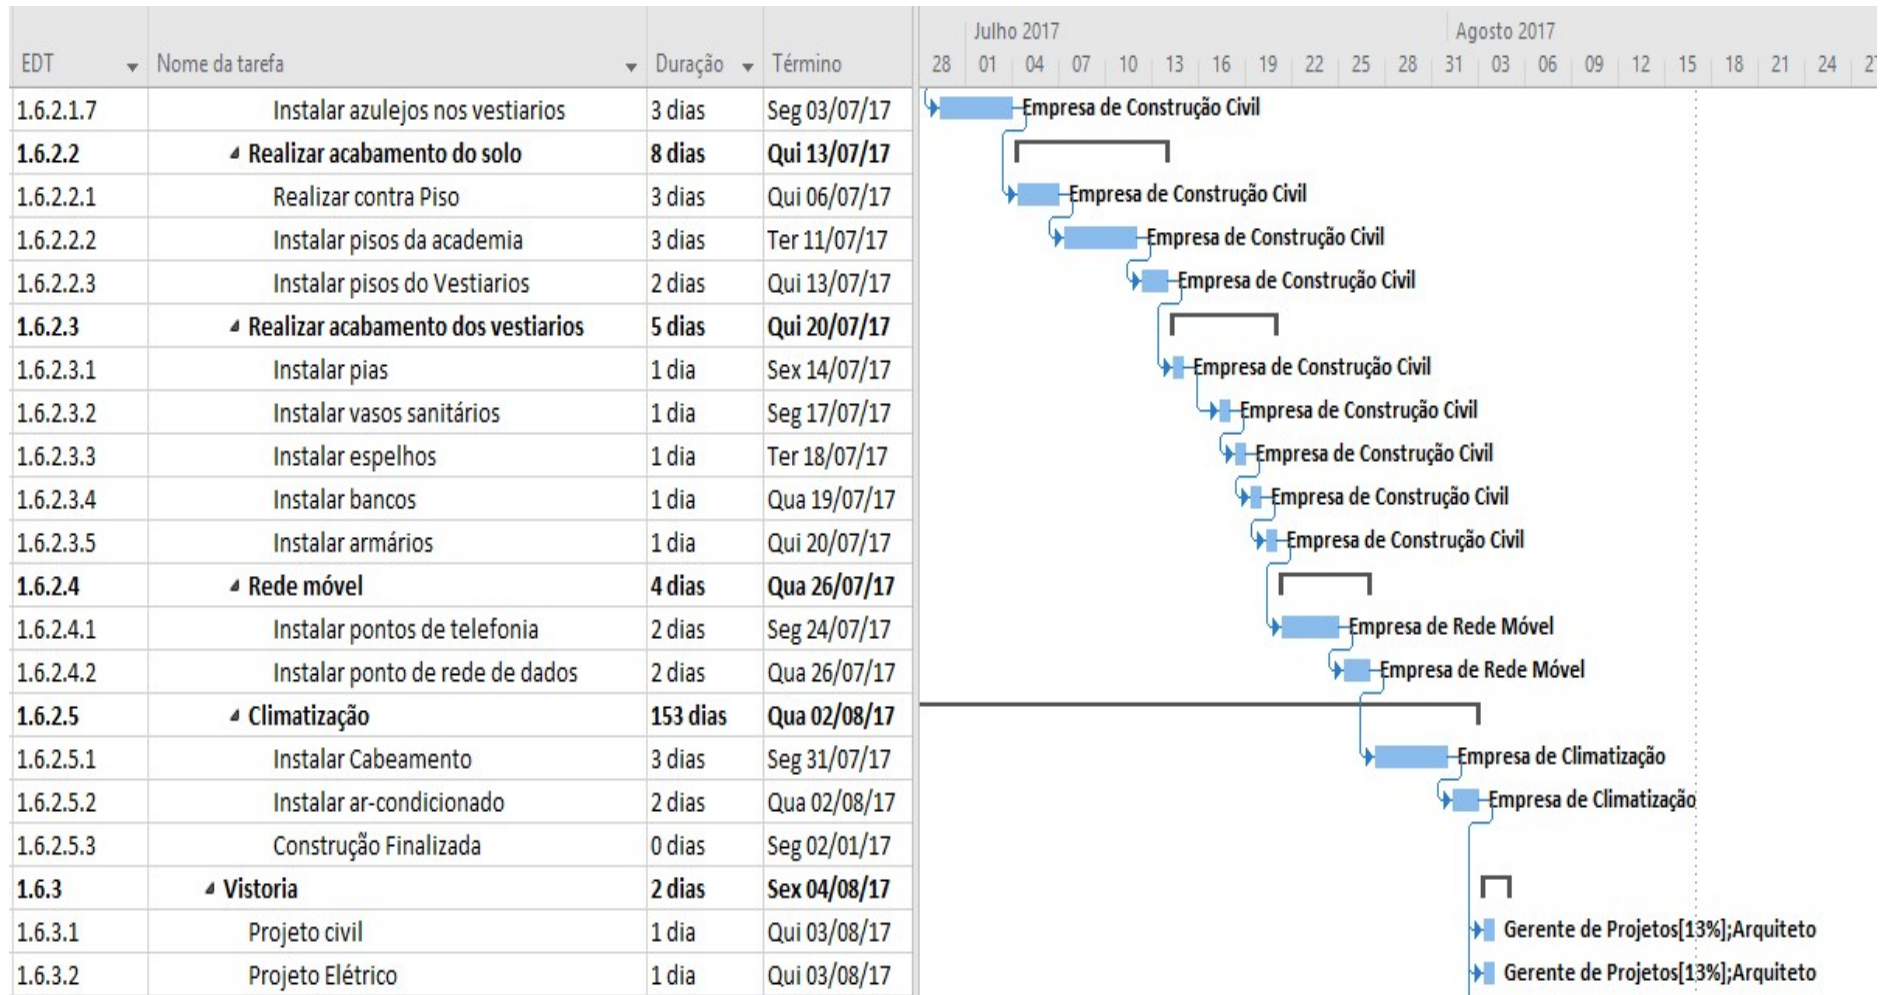 Julho 2017 Agosto 2017
EDT Nome da tarefa Duração Término 28 01 04 07 10 13 16 19 22 25 28 31 03 06 09 12 15 18 21 24
1.6.2.1.7 Instalar azulejos nos vestiarios 3 dias Seg 03/07/17 Empresa de Construção Civil
1.6.2.2 Realizar acabamento do solo 8 dias Qui 13/07/17
1.6.2.2.1 Realizar contra Piso 3 dias Qui 06/07/17 Empresa de Construção Civil
1.6.2.2.2 Instalar pisos da academia 3 dias Ter 11/07/17 Empresa de Construção Civil
1.6.2.2.3 Instalar pisos do Vestiarios 2 dias Qui 13/07/17 Empresa de Construção Civil
1.6.2.3 Realizar acabamento dos vestiarios 5 dias Qui 20/07/17
1.6.2.3.1 Instalar pias 1 dia Sex 14/07/17 Empresa de Construção Civil
1.6.2.3.2 Instalar vasos sanitários 1 dia Seg 17/07/17 Empresa de Construção Civil
1.6.2.3.3 Instalar espelhos 1 dia Ter 18/07/17 Empresa de Construção Civil
1.6.2.3.4 Instalar bancos 1 dia Qua 19/07/17 Empresa de Construção Civil
1.6.2.3.5 Instalar armários 1 dia Qui 20/07/17 Empresa de Construção Civil
1.6.2.4 Rede móvel 4 dias Qua 26/07/17
1.6.2.4.1 Instalar pontos de telefonia 2 dias Seg 24/07/17 Empresa de Rede Móvel
1.6.2.4.2 Instalar ponto de rede de dados 2 dias Qua 26/07/17 Empresa de Rede Móvel
1.6.2.5 Climatização 153 dias Qua 02/08/17
1.6.2.5.1 Instalar Cabeamento 3 dias Seg 31/07/17 Empresa de Climatização
1.6.2.5.2 Instalar ar-condicionado 2 dias Qua 02/08/17 Empresa de Climatização
1.6.2.5.3 Construção Finalizada 0 dias Seg 02/01/17
1.6.3 Vistoria 2 dias Sex 04/08/17
1.6.3.1 Projeto civil 1 dia Qui 03/08/17 Gerente de Projetos[13%];Arquiteto
1.6.3.2 Projeto Elétrico 1 dia Qui 03/08/17 Gerente de Projetos[13%];Arquiteto